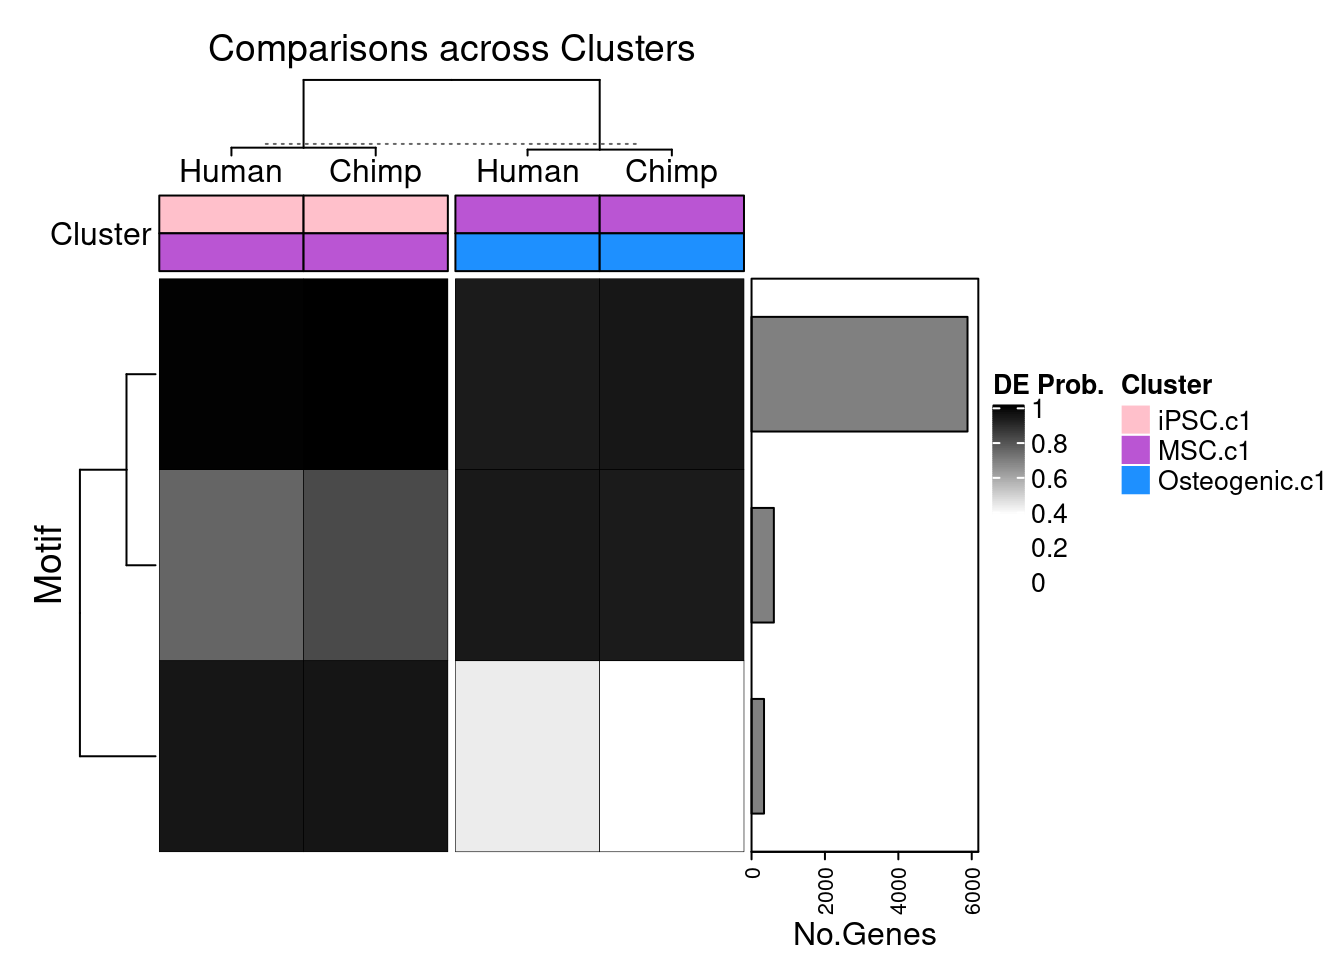 Comparisons across Clusters
Human Chimp Human Chimp
Cluster
Motif
DE Prob.
1
0.8
0.6
0.4
0.2
0
Cluster
iPSC.c1
MSC.c1
Osteogenic.c1
0 2000 4000 6000
No.Genes